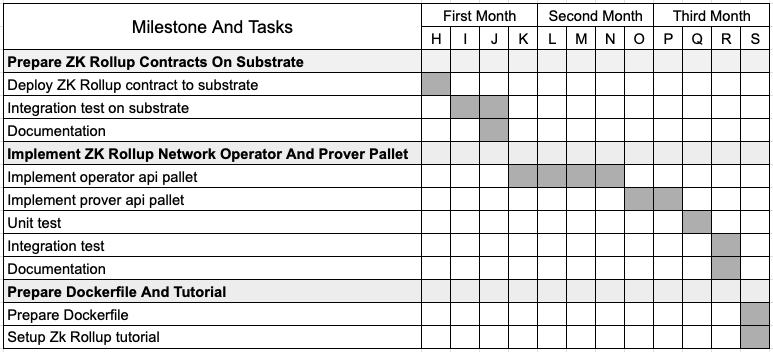 Milestone And Tasks First Month Second Month Third Month
H I J K L M N O P Q R S
Prepare ZK Rollup Contracts On Substrate
Deploy ZK Rollup contract to substrate
Integration test on substrate
Documentation
Implement ZK Rollup Network Operator And Prover Pallet
Implement operator api pallet
Implement prover api pallet
Unit test
Integration test
Documentation
Prepare Dockerfile And Tutorial
Prepare Dockerfile
Setup Zk Rollup tutorial